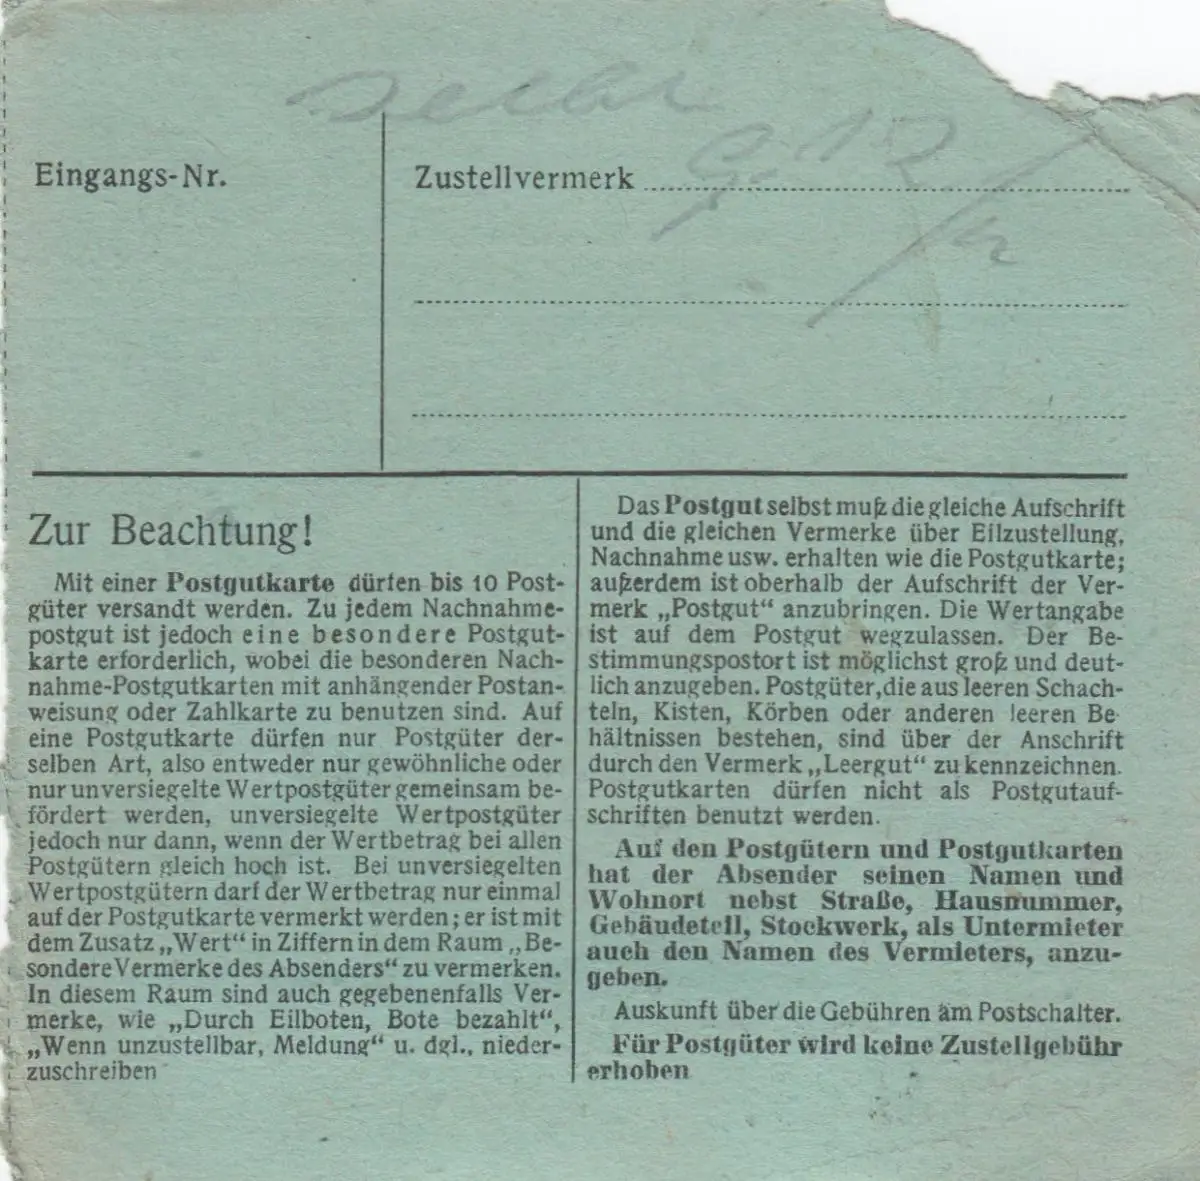 Eingangs-Nr.
Zustellvermerk
Zur Beachtung!
Mit einer Postgutkarte dürfen bis 10 Post-
güter versandt werden. Zu jedem Nachnahme-
postgut ist jedoch eine besondere Postgut-
karte erforderlich, wobei die besonderen Nach-
nahme-Postgutkarten mit anhängender Postan-
weisung oder Zahlkarte zu benutzen sind. Auf
eine Postgutkarte dürfen nur Postgüter der-
selben Art, also entweder nur gewöhnliche oder
nur unversiegelte Wertpostgüter gemeinsam be-
fördert werden, unversiegelte Wertpostgüter
jedoch nur dann, wenn der Wertbetrag bei allen
Postgütern gleich hoch ist. Bei unversiegelten
Wertpostgütern darf der Wertbetrag nur einmal
auf der Postgutkarte vermerkt werden; er ist mit
dem Zusatz „Wert“ in Ziffern in dem Raum „Be-
sondere Vermerke des Absenders“ zu vermerken.
In diesem Raum sind auch gegebenenfalls Ver-
merke, wie „Durch Eilboten, Bote bezahlt“,
„Wenn unzustellbar, Meldung“ u. dgl., nieder-
zuschreiben
Das Postgut selbst muß die gleiche Aufschrift
und die gleichen Vermerke über Eilzustellung,
Nachnahme usw. erhalten wie die Postgutkarte;
außerdem ist oberhalb der Aufschrift der Ver-
merk „Postgut“ anzubringen. Die Wertangabe
ist auf dem Postgut wegzulassen. Der Be-
stimmungspostort ist möglichst groß und deut-
lich anzugeben. Postgüter, die aus leeren Schach-
teln, Kisten, Körben oder anderen leeren Be-
hältnissen bestehen, sind über der Anschrift
durch den Vermerk „Leergut“ zu kennzeichnen.
Postgutkarten dürfen nicht als Postgutauf-
schriften benutzt werden.
Auf den Postgütern und Postgutkarten
hat der Absender seinen Namen und
Wohnort nebst Straße, Hausnummer,
Gebäudeteil, Stockwerk, als Untermieter
auch den Namen des Vermieters, anzu-
geben.
Auskunft über die Gebühren am Postschalter.
Für Postgüter wird keine Zustellgebühr
erhoben